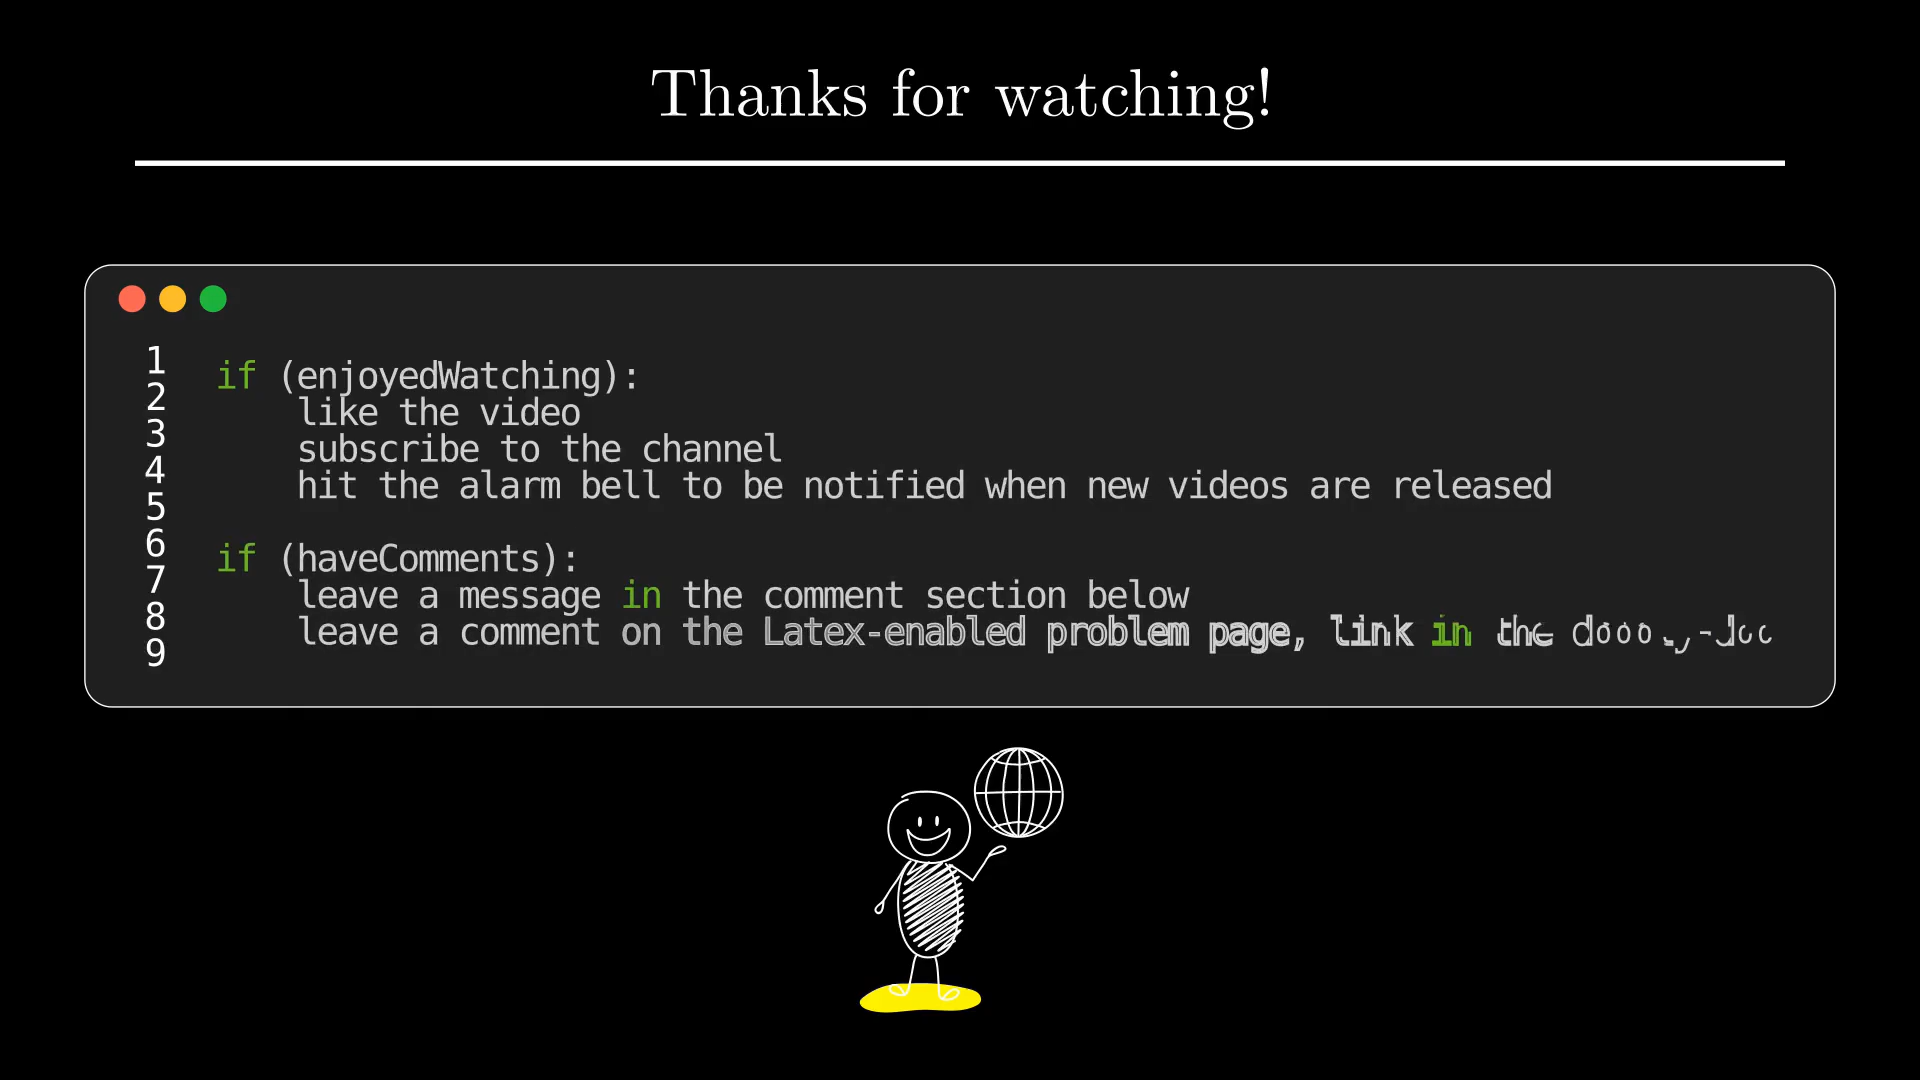 Thanks for watching!
1 if (enjoyedWatching):
2 like the video
3 subscribe to the channel
4 hit the alarm bell to be notified when new videos are released
5
6 if (haveComments):
7 leave a message in the comment section below
8 leave a comment on the Latex-enabled problem page, link in the
9